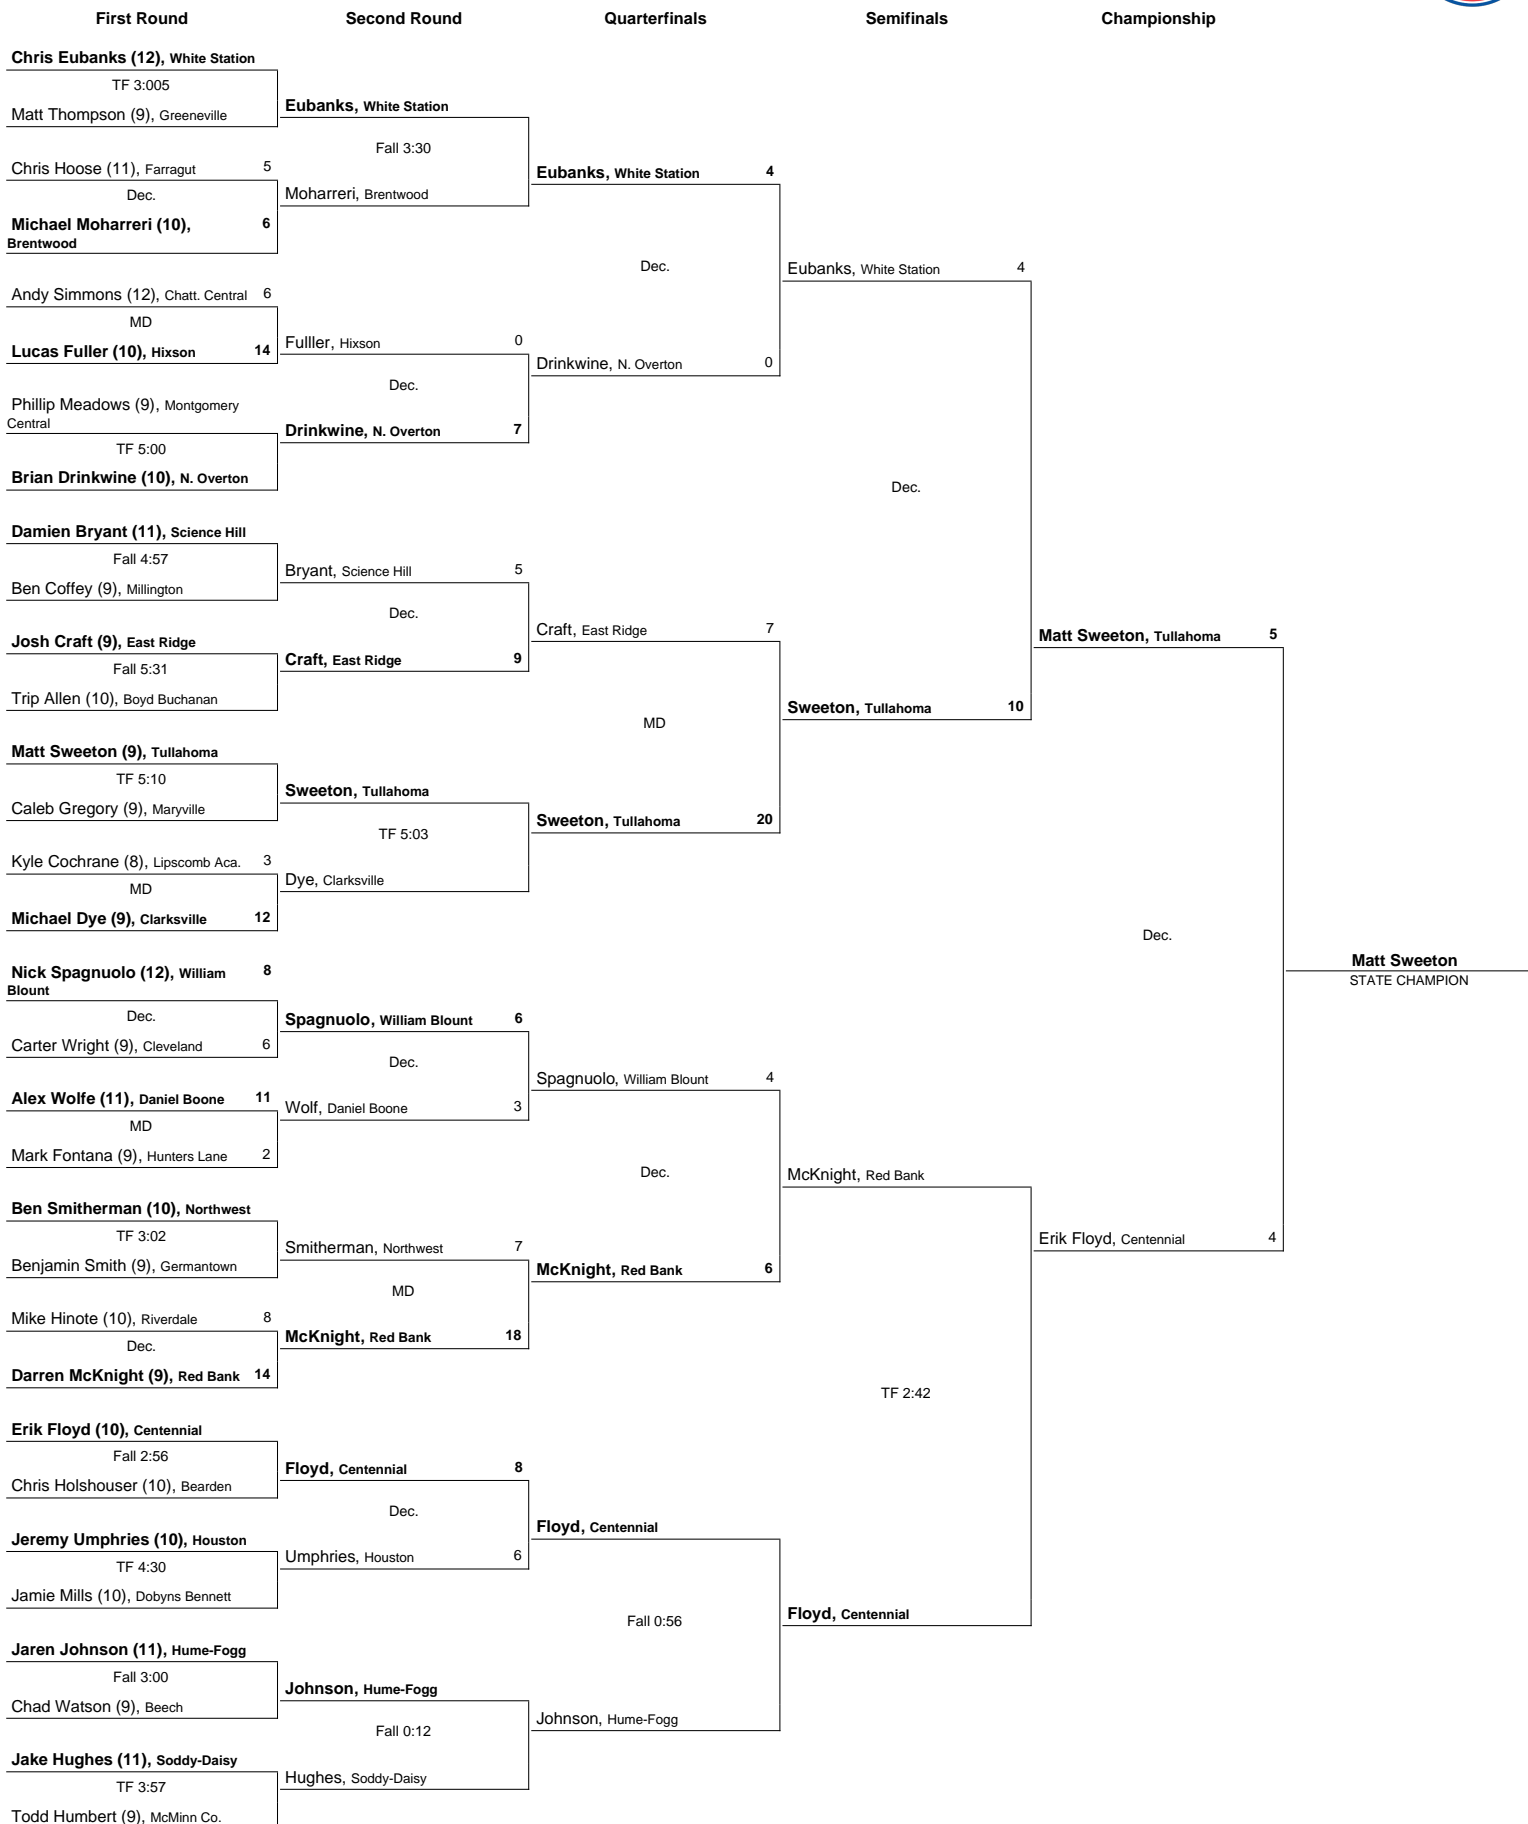 First Round Second Round Quarterfinals Semifinals Championship
Chris Eubanks (12), White Station
TF 3:005
Matt Thompson (9), Greeneville
Chris Hoose (11), Farragut 5
Dec.
Michael Moharreri (10), 6
Brentwood
Andy Simmons (12), Chatt. Central 6
MD
Lucas Fuller (10), Hixson 14
Phillip Meadows (9), Montgomery
Central
TF 5:00
Brian Drinkwine (10), N. Overton
Damien Bryant (11), Science Hill
Fall 4:57
Ben Coffey (9), Millington
Josh Craft (9), East Ridge
Fall 5:31
Trip Allen (10), Boyd Buchanan
Matt Sweeton (9), Tullahoma
TF 5:10
Caleb Gregory (9), Maryville
Kyle Cochrane (8), Lipscomb Aca. 3
MD
Michael Dye (9), Clarksville 12
Nick Spagnuolo (12), William 8
Blount
Dec.
Carter Wright (9), Cleveland 6
Alex Wolfe (11), Daniel Boone 11
MD
Mark Fontana (9), Hunters Lane 2
Ben Smitherman (10), Northwest
TF 3:02
Benjamin Smith (9), Germantown
Mike Hinote (10), Riverdale 8
Dec.
Darren McKnight (9), Red Bank 14
Erik Floyd (10), Centennial
Fall 2:56
Chris Holshouser (10), Bearden
Jeremy Umphries (10), Houston
TF 4:30
Jamie Mills (10), Dobyns Bennett
Jaren Johnson (11), Hume-Fogg
Fall 3:00
Chad Watson (9), Beech
Jake Hughes (11), Soddy-Daisy
TF 3:57
Todd Humbert (9), McMinn Co.
Eubanks, White Station
Fall 3:30
Moharreri, Brentwood
Fulller, Hixson 0
Dec.
Drinkwine, N. Overton 7
Bryant, Science Hill 5
Dec.
Craft, East Ridge 9
Sweeton, Tullahoma
TF 5:03
Dye, Clarksville
Spagnuolo, William Blount 6
Dec.
Wolf, Daniel Boone 3
Smitherman, Northwest 7
MD
McKnight, Red Bank 18
Floyd, Centennial 8
Dec.
Umphries, Houston 6
Johnson, Hume-Fogg
Fall 0:12
Hughes, Soddy-Daisy
Eubanks, White Station 4
Dec.
Drinkwine, N. Overton 0
Craft, East Ridge 7
MD
Sweeton, Tullahoma 20
Spagnuolo, William Blount 4
Dec.
McKnight, Red Bank 6
Floyd, Centennial
Fall 0:56
Johnson, Hume-Fogg
Eubanks, White Station 4
Dec.
Sweeton, Tullahoma 10
McKnight, Red Bank
TF 2:42
Floyd, Centennial
Matt Sweeton, Tullahoma 5
Dec.
Erik Floyd, Centennial 4
Matt Sweeton
STATE CHAMPION